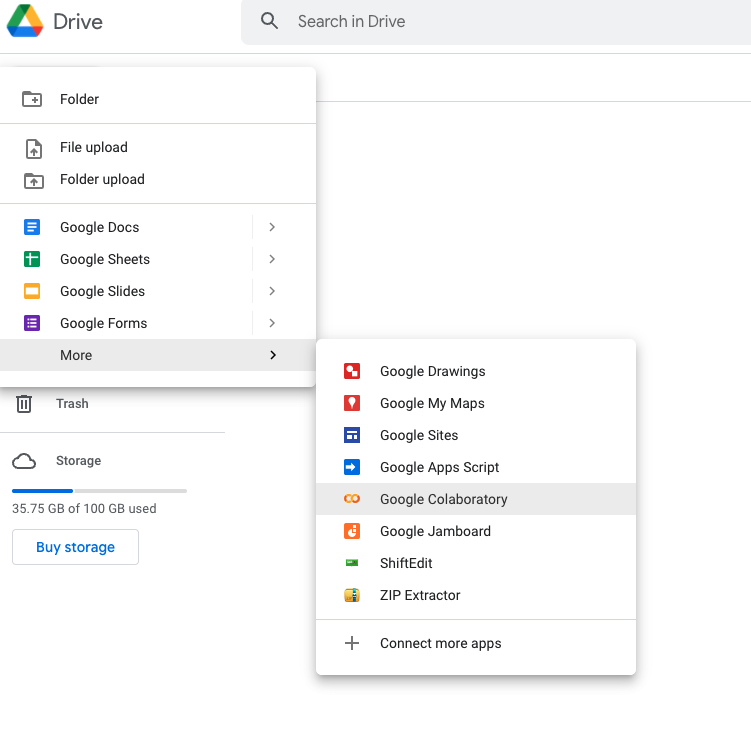 Drive
Search in Drive
Folder
File upload
Folder upload
Google Docs
Google Sheets
Google Slides
Google Forms
More
Google Drawings
Google My Maps
Google Sites
Google Apps Script
Google Colaboratory
Google Jamboard
ShiftEdit
ZIP Extractor
Connect more apps
Trash
Storage
35.75 GB of 100 GB used
Buy storage